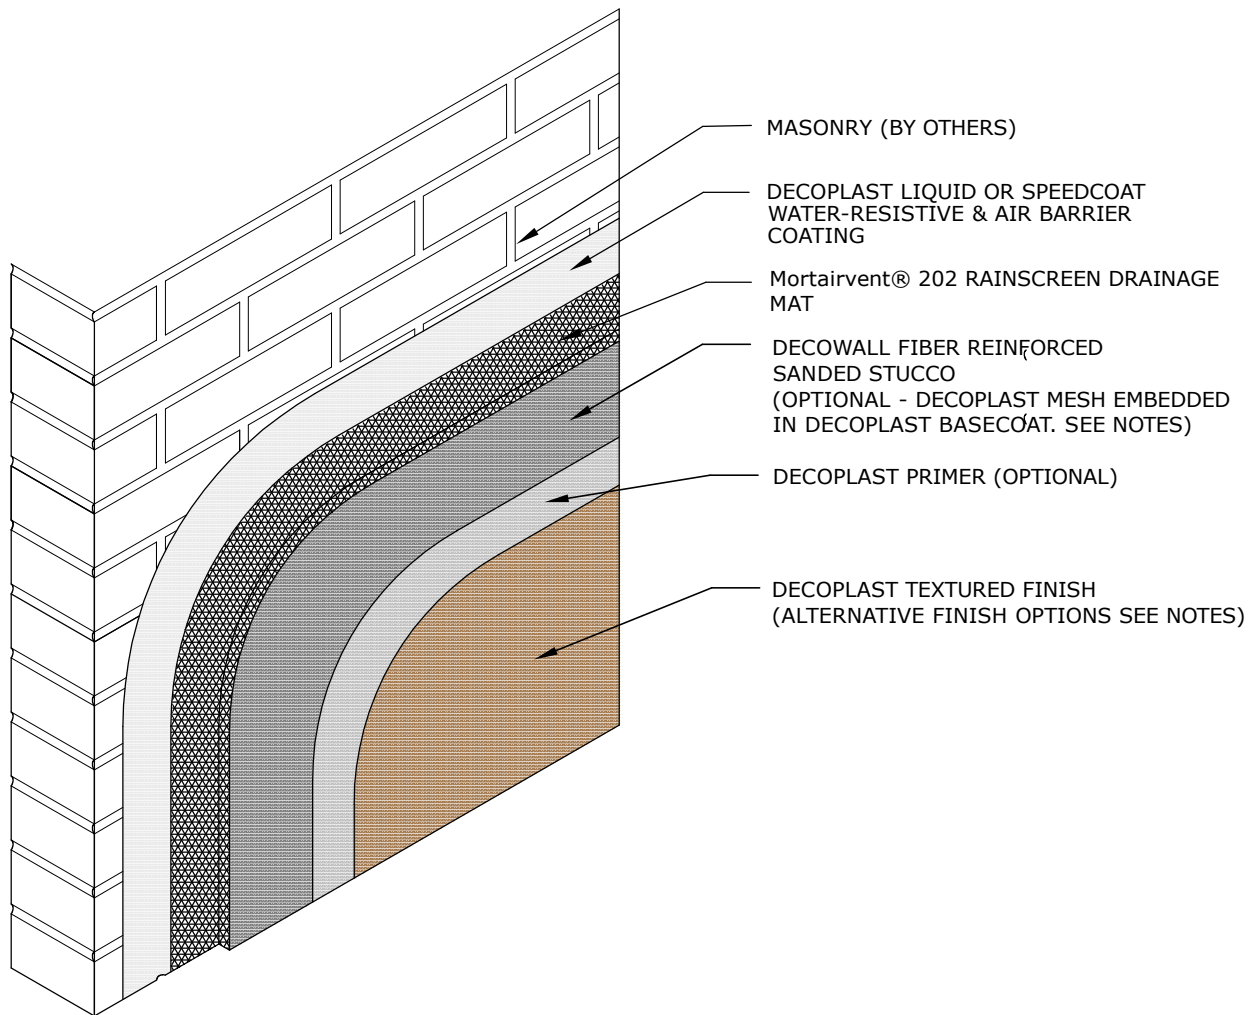 MASONRY (BY OTHERS)
DECOPLAST LIQUID OR SPEEDCOAT
WATER-RESISTIVE & AIR BARRIER
COATING
Mortairvent® 202 RAINSCREEN DRAINAGE
MAT
DECOWALL FIBER REINFORCED
SANDED STUCCO
(OPTIONAL - DECOPLAST MESH EMBEDDED
IN DECOPLAST BASECOAT. SEE NOTES)
DECOPLAST PRIMER (OPTIONAL)
DECOPLAST TEXTURED FINISH
(ALTERNATIVE FINISH OPTIONS SEE NOTES)